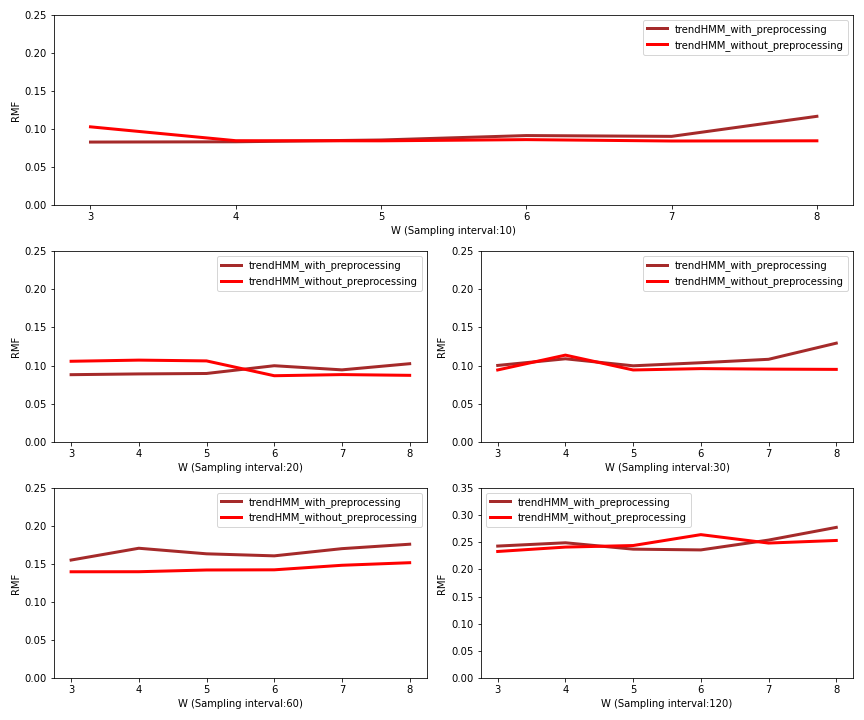 0.25
0.20
0.15
0.10
0.05
0.00
RMF
trendHMM_with_preprocessing
trendHMM_without_preprocessing
3 4 5 6 7 8
W (Sampling interval:10)
0.25
0.20
0.15
0.10
0.05
0.00
RMF
trendHMM_with_preprocessing
trendHMM_without_preprocessing
3 4 5 6 7 8
W (Sampling interval:20)
0.25
0.20
0.15
0.10
0.05
0.00
RMF
trendHMM_with_preprocessing
trendHMM_without_preprocessing
3 4 5 6 7 8
W (Sampling interval:30)
0.25
0.20
0.15
0.10
0.05
0.00
RMF
trendHMM_with_preprocessing
trendHMM_without_preprocessing
3 4 5 6 7 8
W (Sampling interval:60)
0.35
0.30
0.25
0.20
0.15
0.10
0.05
0.00
RMF
trendHMM_with_preprocessing
trendHMM_without_preprocessing
3 4 5 6 7 8
W (Sampling interval:120)